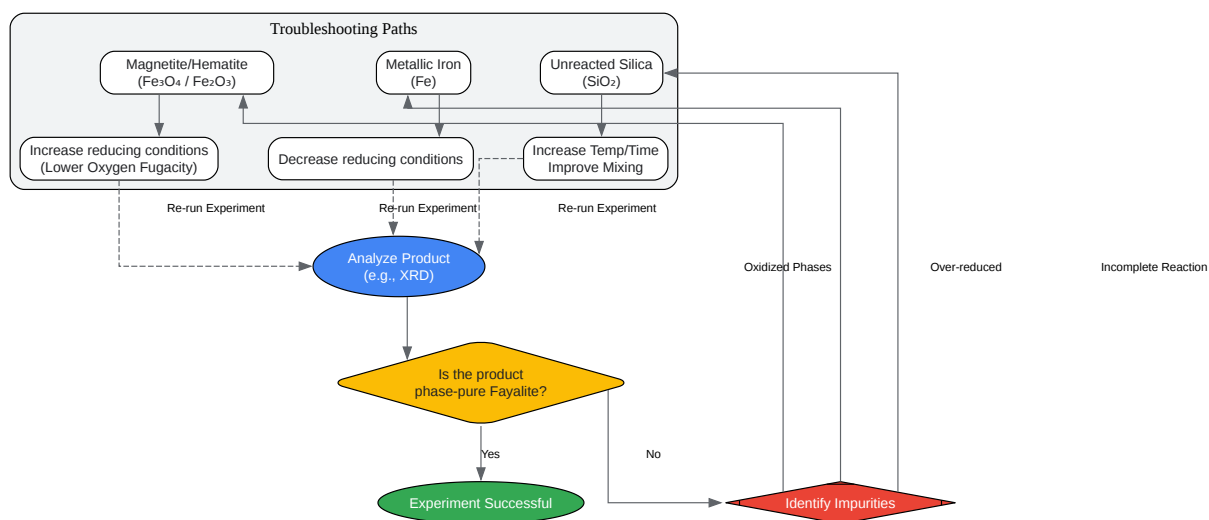 Troubleshooting Paths
Magnetite/Hematite
(Fe₃O₄ / Fe₂O₃)
Metallic Iron
(Fe)
Unreacted Silica
(SiO₂)
Increase reducing conditions
(Lower Oxygen Fugacity)
Decrease reducing conditions
Increase Temp/Time
Improve Mixing
Re-run Experiment
Re-run Experiment
Re-run Experiment
Analyze Product
(e.g., XRD)
Oxidized Phases
Over-reduced
Incomplete Reaction
Is the product
phase-pure Fayalite?
Yes
No
Experiment Successful
Identify Impurities